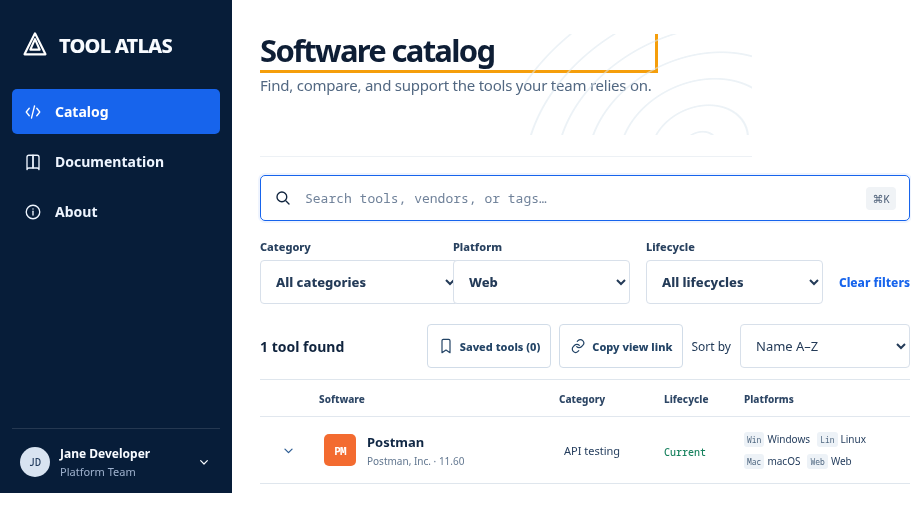 TOOL ATLAS
Catalog
Documentation
About
JD
Jane Developer
Platform Team
Software catalog
Find, compare, and support the tools your team relies on.
Search tools, vendors, or tags…
⌘K
Category
Platform
Lifecycle
All categories
Web
All lifecycles
Clear filters
1 tool found
Saved tools (0)
Copy view link
Sort by
Name A–Z
Software
Category
Lifecycle
Platforms
PM
Postman
Postman, Inc. · 11.60
API testing
Current
Win Windows Lin Linux
Mac macOS Web Web